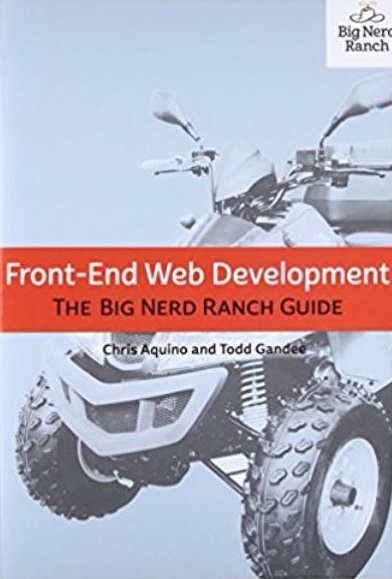 Big Nerd
Ranch
Front-End Web Development
THE BIG NERD RANCH GUIDE
Chris Aquino and Todd Gandee